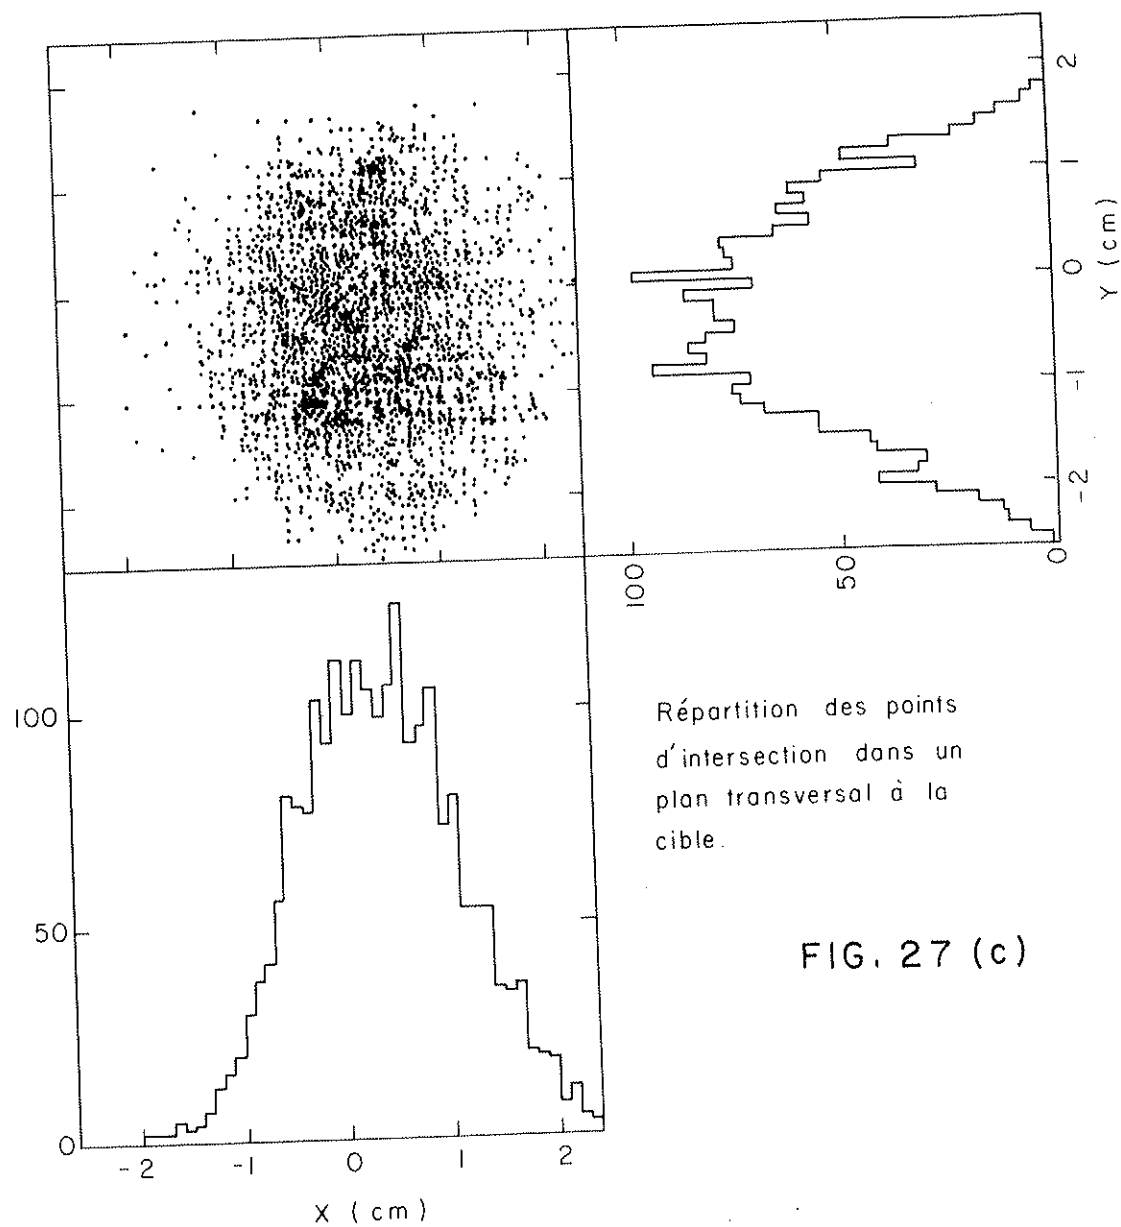 2
1
0
-1
-2
Y (cm)
100
50
0
100
50
0
-2
-1
0
1
2
X (cm)
Répartition des points
d'intersection dans un
plan transversal à la
cible.
FIG. 27 (c)